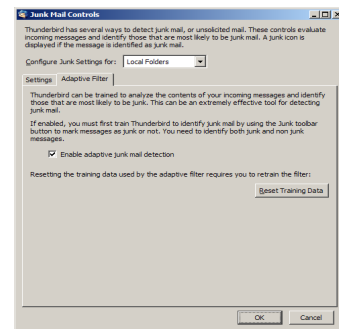 Junk Mail Controls
Thunderbird has several ways to detect junk mail, or unsolicited mail. These controls evaluate
incoming messages and identify those that are most likely to be junk mail. A junk icon is
displayed if the message is identified as junk mail.
Configure Junk Settings for: Local Folders
Settings Adaptive Filter
Thunderbird can be trained to analyze the contents of your incoming messages and identify
those that are most likely to be junk. This can be an extremely effective tool for detecting
junk mail.
If enabled, you must first train Thunderbird to identify junk mail by using the Junk toolbar
button to mark messages as junk or not. You need to identify both junk and non junk
messages.
Enable adaptive junk mail detection
Resetting the training data used by the adaptive filter requires you to retrain the filter:
Reset Training Data
OK Cancel